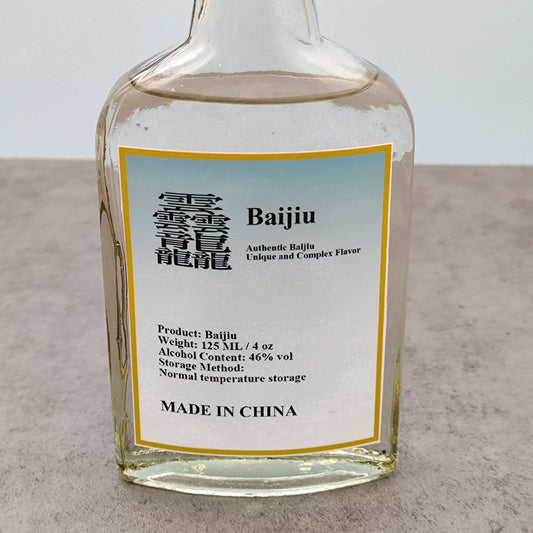 𱁬
Baijiu
Authentic Baijiu
Unique and Complex Flavor
Product: Baijiu
Weight: 125 ML / 4 oz
Alcohol Content: 46% vol
Storage Method:
Normal temperature storage
MADE IN CHINA